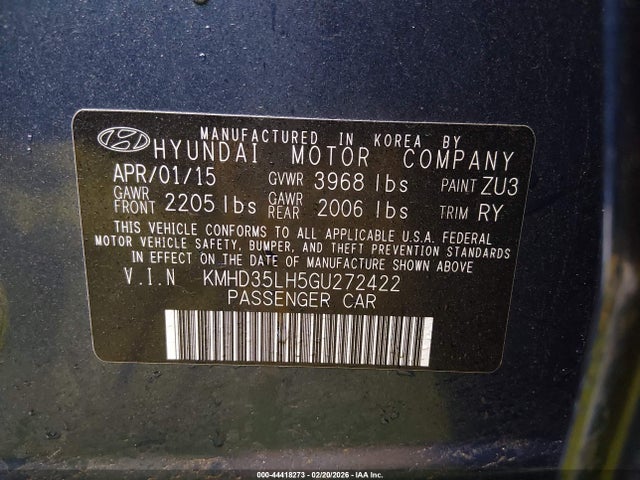 MANUFACTURED IN KOREA BY
HYUNDAI MOTOR COMPANY
APR/01/15 GVWR 3968 lbs PAINT ZU3
GAWR FRONT 2205 lbs GAWR REAR 2006 lbs TRIM RY
THIS VEHICLE CONFORMS TO ALL APPLICABLE U.S.A. FEDERAL
MOTOR VEHICLE SAFETY, BUMPER, AND THEFT PREVENTION STANDARDS
IN EFFECT ON THE DATE OF MANUFACTURE SHOWN ABOVE
V.I.N KMHD35LH5GU272422
PASSENGER CAR
000-44418273 - 02/20/2026 - IAA Inc.